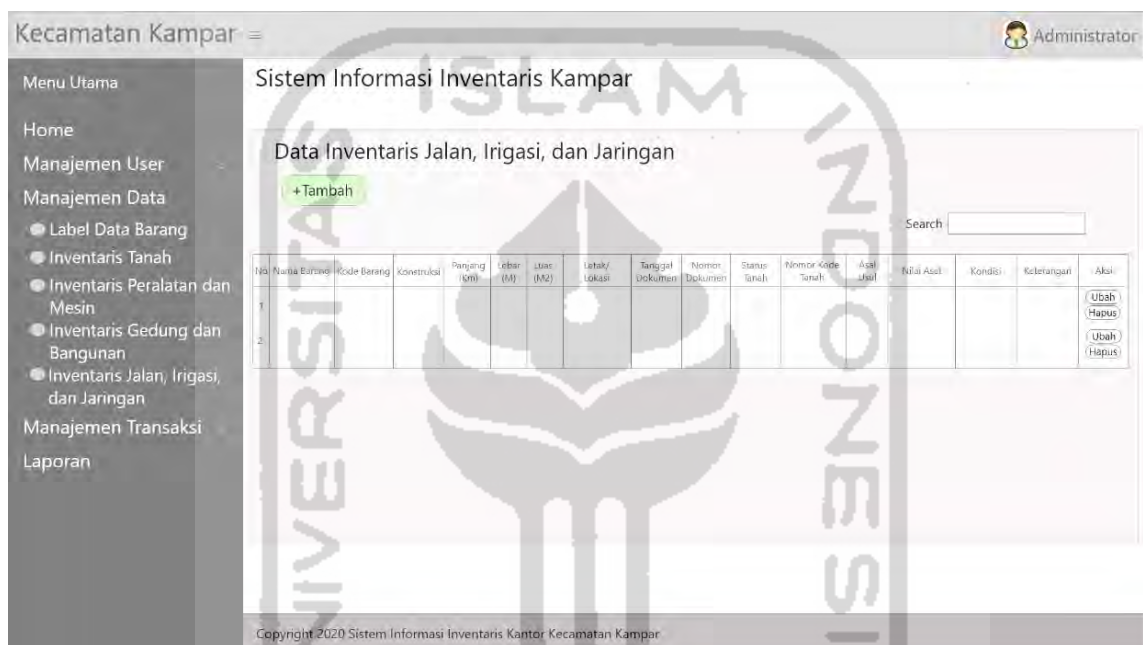 Kecamatan Kampar
Administrator
Menu Utama
Home
Manajemen User
Manajemen Data
Label Data Barang
Inventaris Tanah
Inventaris Peralatan dan
Mesin
Inventaris Gedung dan
Bangunan
Inventaris Jalan, Irigasi,
dan Jaringan
Manajemen Transaksi
Laporan
Sistem Informasi Inventaris Kampar
Data Inventaris Jalan, Irigasi, dan Jaringan
+Tambah
Search
No Nama Barang Kode Barang Konstruksi Panjang (Km) Lebar (M) Luas (M2) Letak/ Lokasi Tanggal Dokumen Nomor Dokumen Status Tanah Nomor Kode Tanah Asal Usul Nilai Aset Kondisi Keterangan Aksi
1 Ubah
Hapus
2 Ubah
Hapus
Copyright 2020 Sistem Informasi Inventaris Kantor Kecamatan Kampar
UNIVERSITAS
ISLAM
INDONESI